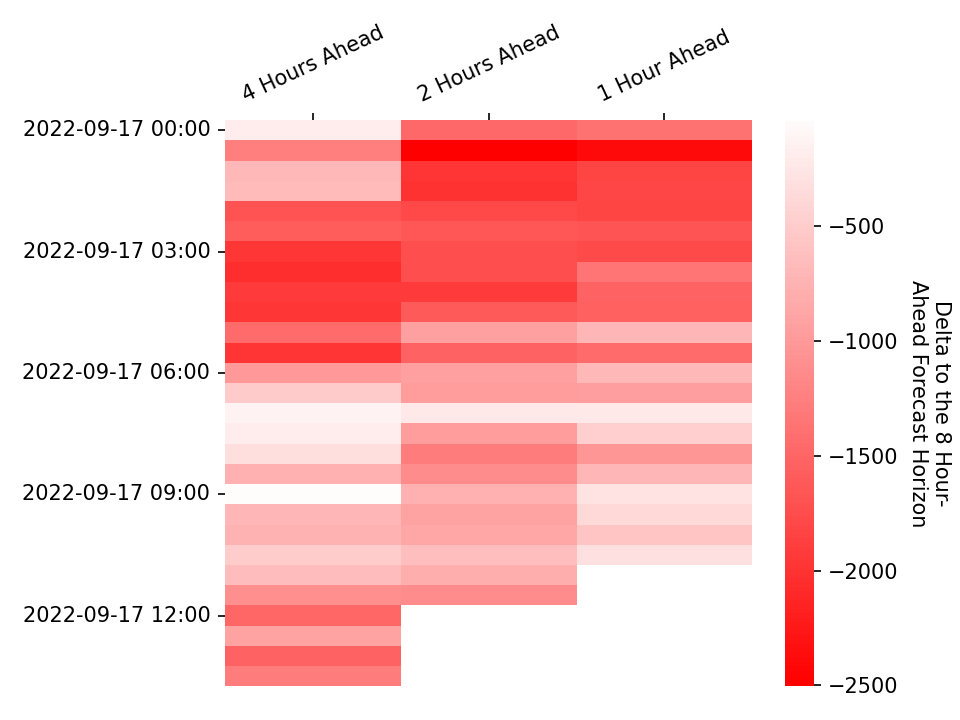 4 Hours Ahead
2 Hours Ahead
1 Hour Ahead
2022-09-17 00:00
2022-09-17 03:00
2022-09-17 06:00
2022-09-17 09:00
2022-09-17 12:00
−500
−1000
−1500
−2000
−2500
Delta to the 8 Hour-
Ahead Forecast Horizon